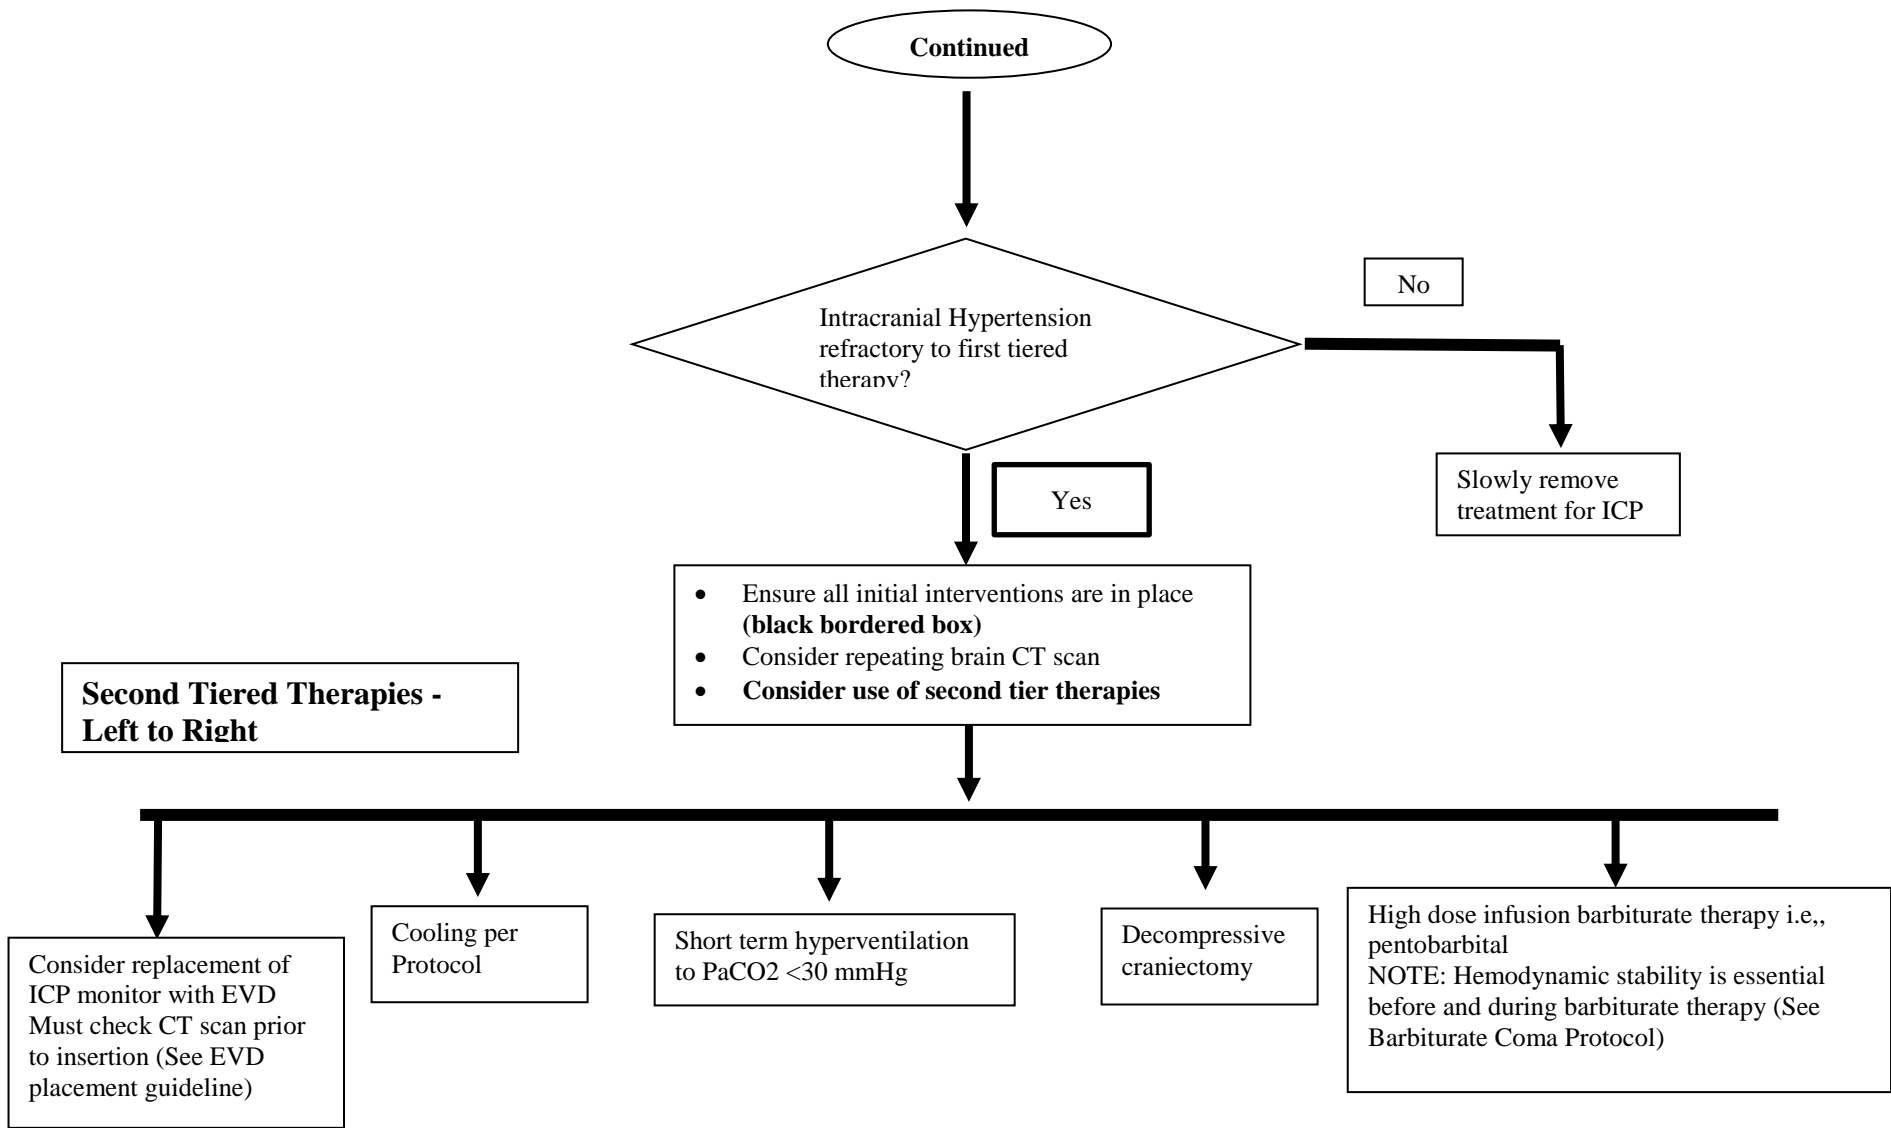 Continued
Intracranial Hypertension
refractory to first tiered
therapy?
No
Yes
Slowly remove
treatment for ICP
• Ensure all initial interventions are in place
(black bordered box)
• Consider repeating brain CT scan
• Consider use of second tier therapies
Second Tiered Therapies -
Left to Right
Consider replacement of
ICP monitor with EVD
Must check CT scan prior
to insertion (See EVD
placement guideline)
Cooling per
Protocol
Short term hyperventilation
to PaCO2 <30 mmHg
Decompressive
craniectomy
High dose infusion barbiturate therapy i.e,,
pentobarbital
NOTE: Hemodynamic stability is essential
before and during barbiturate therapy (See
Barbiturate Coma Protocol)